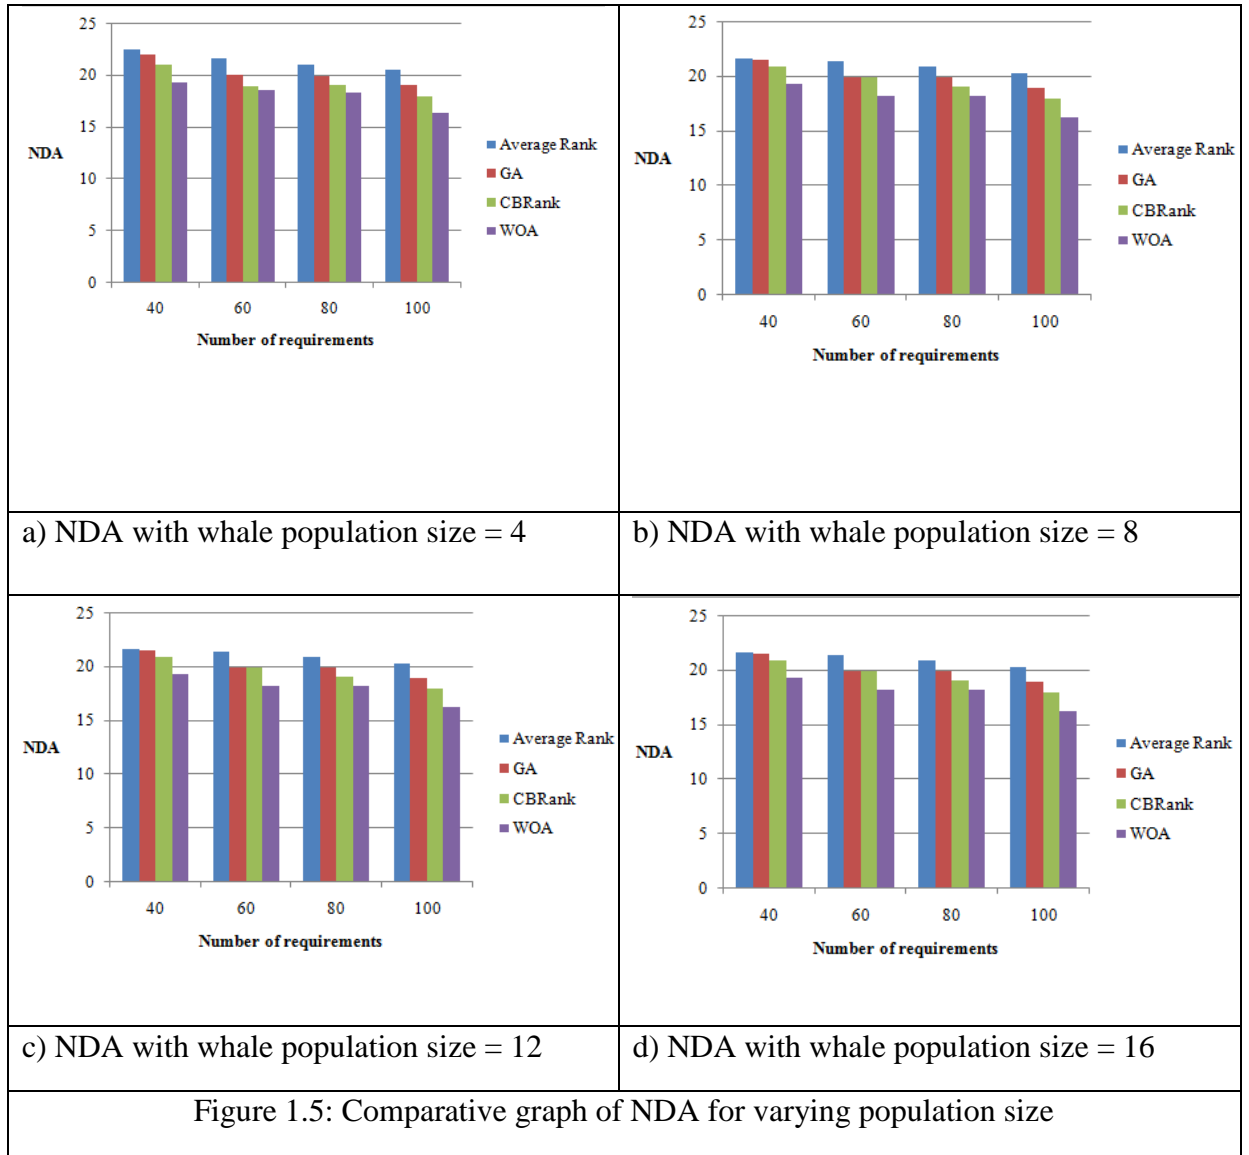 25
20
15
10
5
0
NDA
40 60 80 100
Number of requirements
Average Rank
GA
CBRank
WOA
a) NDA with whale population size = 4
25
20
15
10
5
0
NDA
40 60 80 100
Number of requirements
Average Rank
GA
CBRank
WOA
b) NDA with whale population size = 8
25
20
15
10
5
0
NDA
40 60 80 100
Number of requirements
Average Rank
GA
CBRank
WOA
c) NDA with whale population size = 12
25
20
15
10
5
0
NDA
40 60 80 100
Number of requirements
Average Rank
GA
CBRank
WOA
d) NDA with whale population size = 16
Figure 1.5: Comparative graph of NDA for varying population size